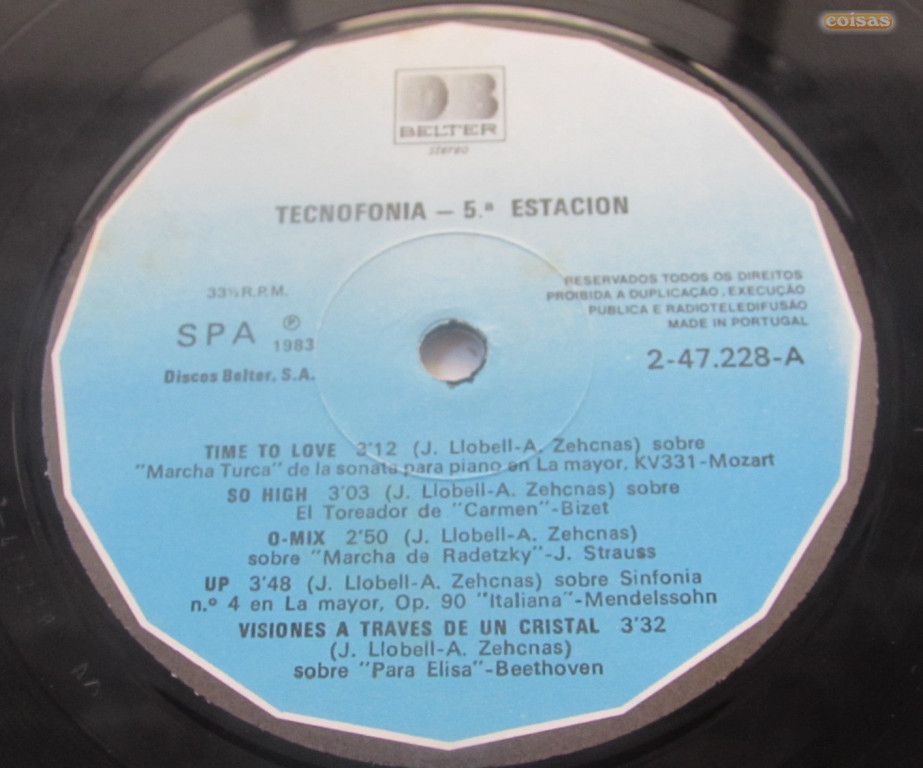 coisas
DB
BELTER
stereo
TECNOFONIA — 5.ª ESTACION
33⅓ R.P.M.
SPA ℗ 1983
Discos Belter, S.A.
RESERVADOS TODOS OS DIREITOS
PROIBIDA A DUPLICAÇÃO, EXECUÇÃO
PUBLICA E RADIOTELEDIFUSÃO
MADE IN PORTUGAL
2-47.228-A
TIME TO LOVE 3'12 (J. Llobell-A. Zehcnas) sobre
"Marcha Turca" de la sonata para piano en La mayor. KV331-Mozart
SO HIGH 3'03 (J. Llobell-A. Zehcnas) sobre
El Toreador de "Carmen"-Bizet
O-MIX 2'50 (J. Llobell-A. Zehcnas)
sobre "Marcha de Radetzky"-J. Strauss
UP 3'48 (J. Llobell-A. Zehcnas) sobre Sinfonia
n.º 4 en La mayor, Op. 90 "Italiana"-Mendelssohn
VISIONES A TRAVES DE UN CRISTAL 3'32
(J. Llobell-A. Zehcnas)
sobre "Para Elisa"-Beethoven